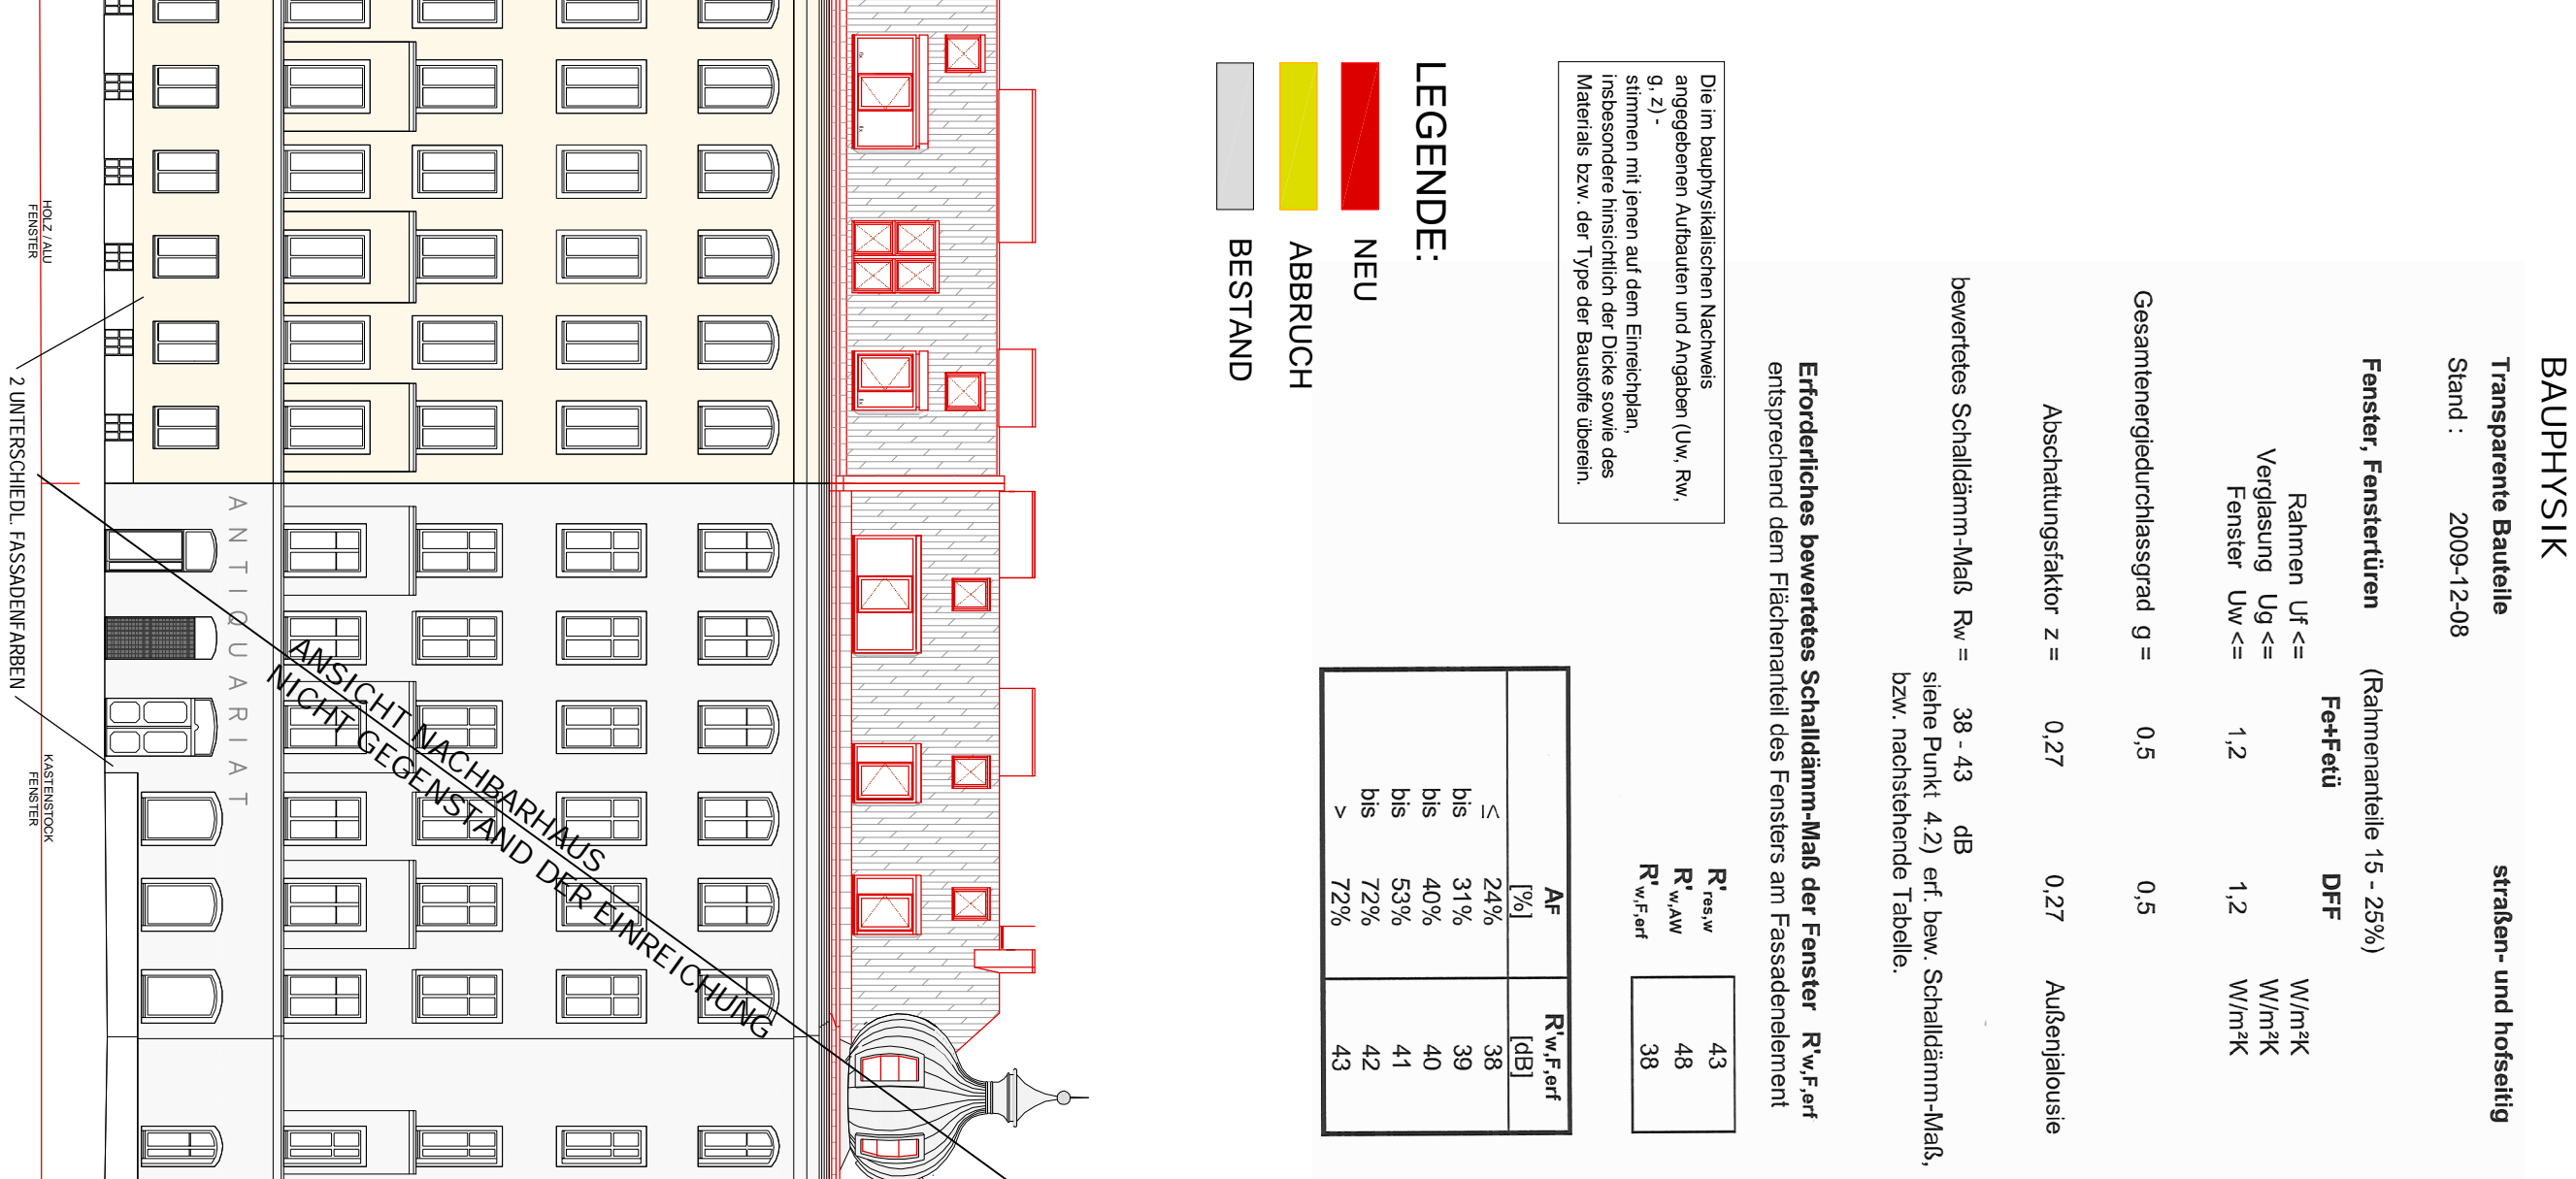 BAUPHYSIK
Transparente Bauteile straßen- und hofseitig
Stand : 2009-12-08
Fenster, Fenstertüren (Rahmenanteile 15 - 25%)
Fe+Fetü DFF
Rahmen Uf <= W/m²K
Verglasung Ug <= W/m²K
Fenster Uw <= 1,2 1,2 W/m²K
Gesamtenergiedurchlassgrad g = 0,5 0,5
Abschattungsfaktor z = 0,27 0,27 Außenjalousie
bewertetes Schalldämm-Maß Rw = 38 - 43 dB
siehe Punkt 4.2) erf. bew. Schalldämm-Maß,
bzw. nachstehende Tabelle.
Erforderliches bewertetes Schalldämm-Maß der Fenster R'w,F,erf
entsprechend dem Flächenanteil des Fensters am Fassadenelement
R'res,w 43
R'w,AW 48
R'w,F,erf 38
AF R'w,F,erf
[%] [dB]
≤ 24% 38
bis 31% 39
bis 40% 40
bis 53% 41
bis 72% 42
> 72% 43
Die im bauphysikalischen Nachweis
angegebenen Aufbauten und Angaben (Uw, Rw,
g, z) -
stimmen mit jenen auf dem Einreichplan,
insbesondere hinsichtlich der Dicke sowie des
Materials bzw. der Type der Baustoffe überein.
LEGENDE:
NEU
ABBRUCH
BESTAND
ANTIQUARIAT
ANSICHT NACHBARHAUS
NICHT GEGENSTAND DER EINREICHUNG
HOLZ / ALU
FENSTER
KASTENSTOCK
FENSTER
2 UNTERSCHIEDL. FASSADENFARBEN